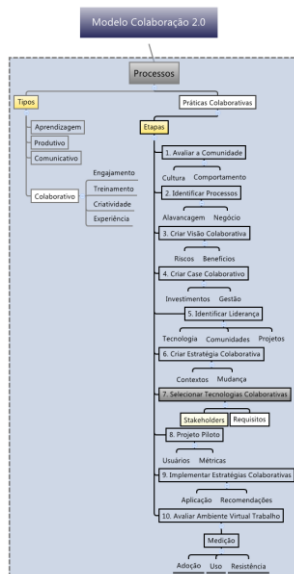 Modelo Colaboração 2.0
Processos
Tipos
Práticas Colaborativas
Aprendizagem
Produtivo
Comunicativo
Colaborativo
Engajamento
Treinamento
Criatividade
Experiência
Etapas
1. Avaliar a Comunidade
Cultura Comportamento
2. Identificar Processos
Alavancagem Negócio
3. Criar Visão Colaborativa
Riscos Benefícios
4. Criar Case Colaborativo
Investimentos Gestão
5. Identificar Liderança
Tecnologia Comunidades Projetos
6. Criar Estratégia Colaborativa
Contextos Mudança
7. Selecionar Tecnologias Colaborativas
Stakeholders Requisitos
8. Projeto Piloto
Usuários Métricas
9. Implementar Estratégias Colaborativas
Aplicação Recomendações
10. Avaliar Ambiente Virtual Trabalho
Medição
Adoção Uso Resistência